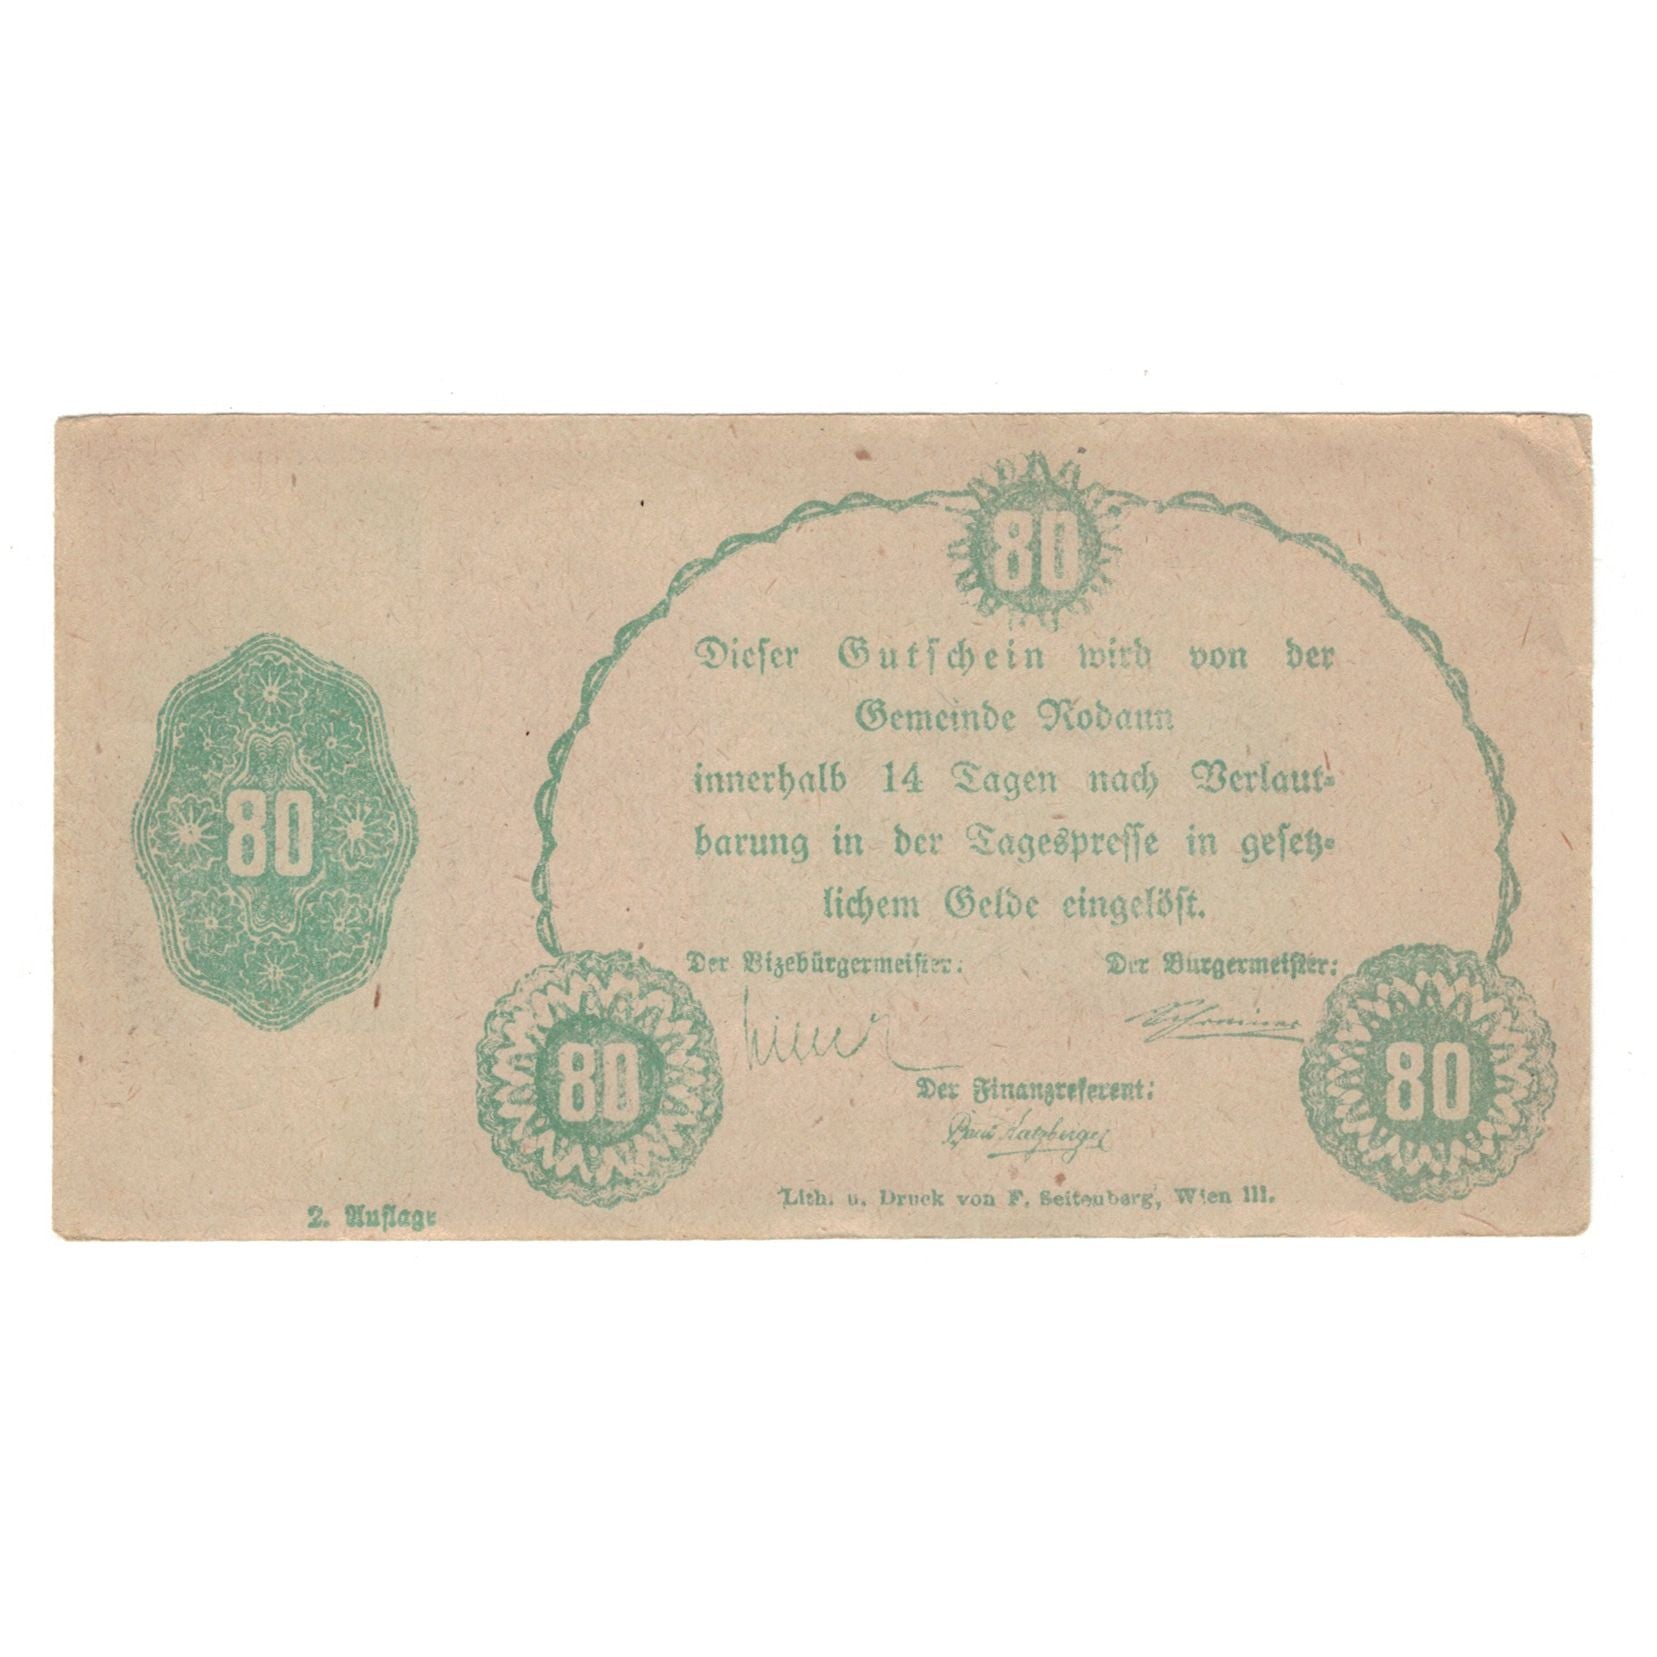 80
Dieser Gutschein wird von der
Gemeinde Rodaun
innerhalb 14 Tagen nach Verlaut-
barung in der Tagespresse in gesetz-
lichem Gelde eingelöst.
80
Der Vizebürgermeister: Der Bürgermeister:
80
80
Der Finanzreferent:
Lith. u. Druck von F. Seitenberg, Wien III.
2. Auflage